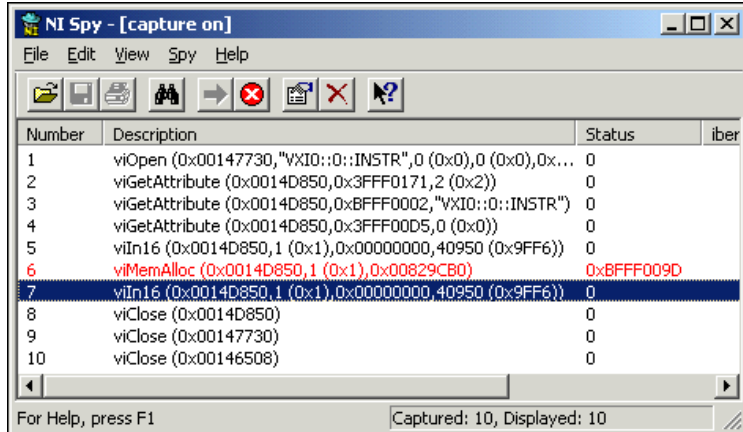 NI Spy - [capture on]
File Edit View Spy Help
Number Description Status iber
1 viOpen (0x00147730,"VXI0::0::INSTR",0 (0x0),0 (0x0),0x... 0
2 viGetAttribute (0x0014D850,0x3FFF0171,2 (0x2)) 0
3 viGetAttribute (0x0014D850,0xBFFF0002,"VXI0::0::INSTR") 0
4 viGetAttribute (0x0014D850,0x3FFF00D5,0 (0x0)) 0
5 viIn16 (0x0014D850,1 (0x1),0x00000000,40950 (0x9FF6)) 0
6 viMemAlloc (0x0014D850,1 (0x1),0x00829CB0) 0xBFFF009D
7 viIn16 (0x0014D850,1 (0x1),0x00000000,40950 (0x9FF6)) 0
8 viClose (0x0014D850) 0
9 viClose (0x00147730) 0
10 viClose (0x00146508) 0
For Help, press F1 Captured: 10, Displayed: 10